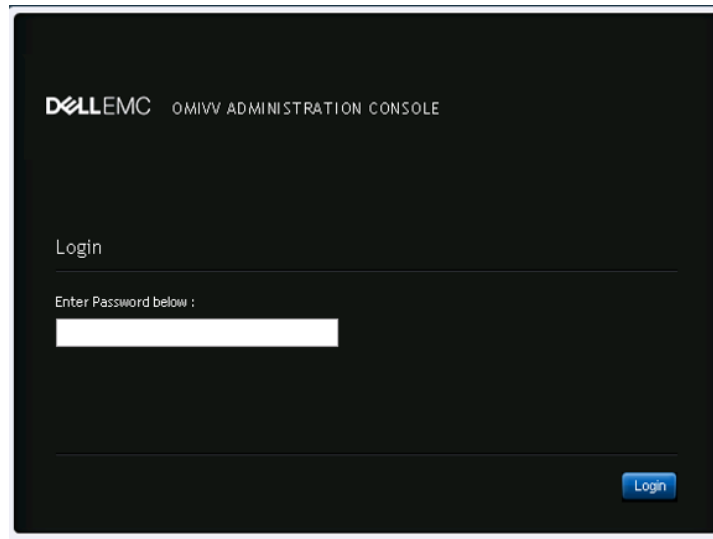 DELLEMC OMIVV ADMINISTRATION CONSOLE
Login
Enter Password below :
Login